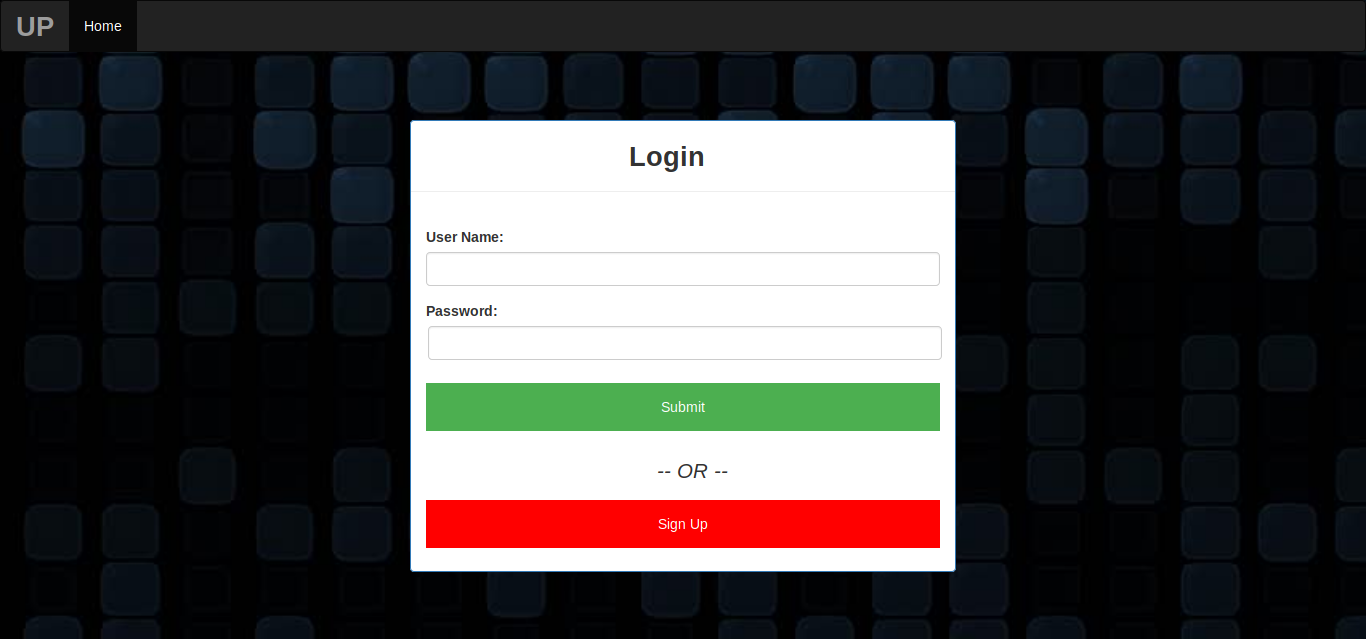 UP Home
Login
User Name:
Password:
Submit
-- OR --
Sign Up